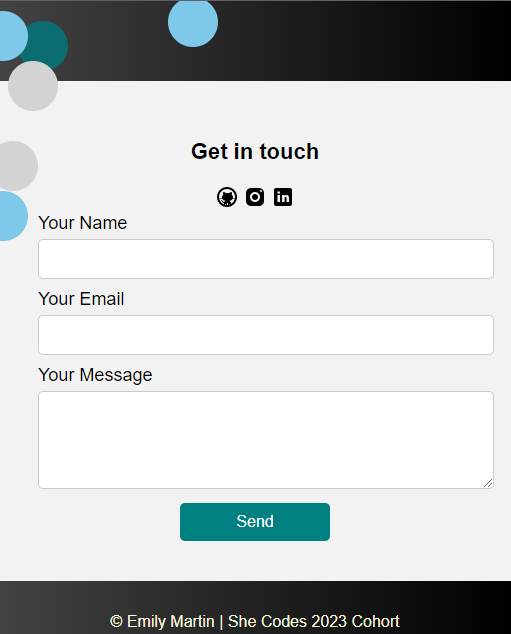 Get in touch
Your Name
Your Email
Your Message
Send
© Emily Martin | She Codes 2023 Cohort